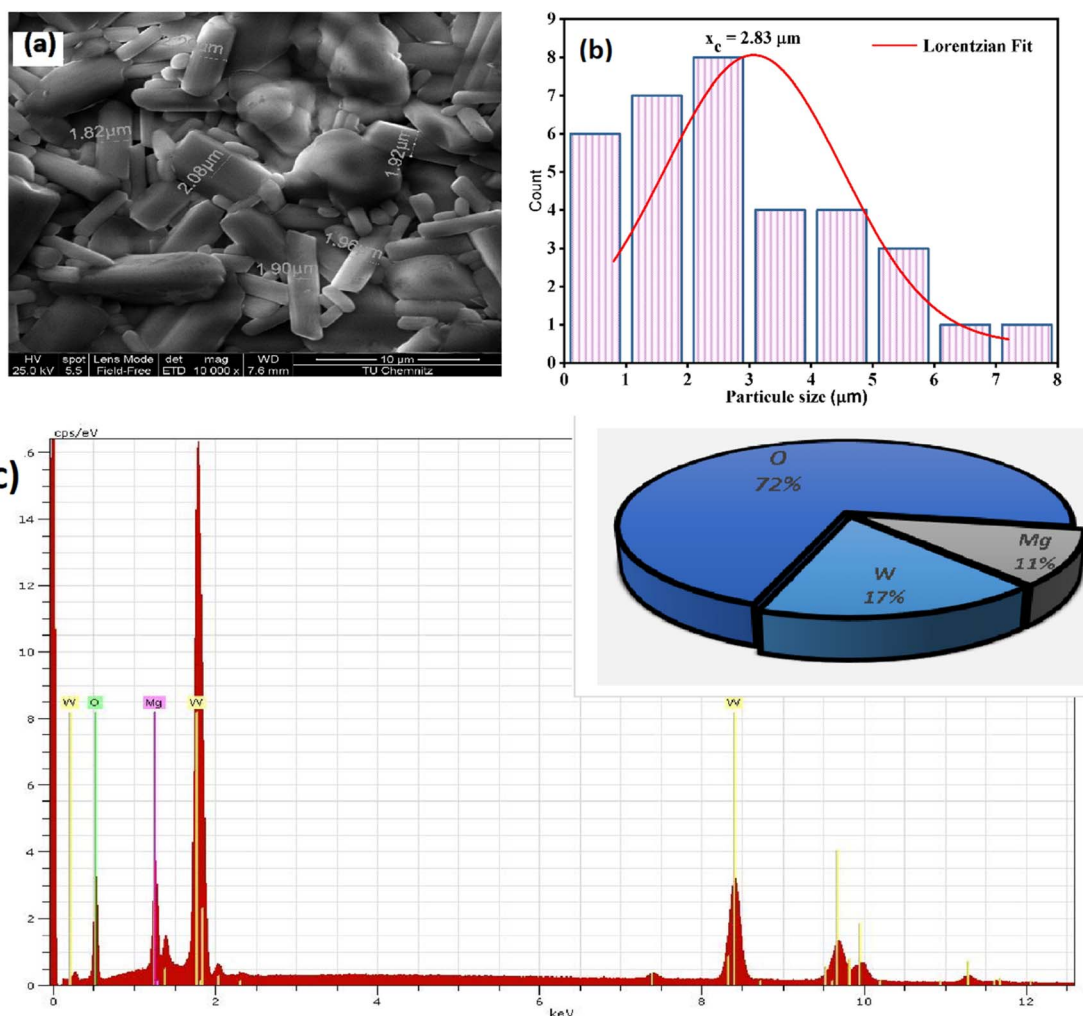 (a)
1.82µm
2.08µm
1.92µm
1.96µm
1.90µm
HV spot Lens Mode det mag WD 10 µm
25.0 kV 5.5 Field-Free ETD 10 000 x 7.6 mm TU Chemnitz
(b)
x_c = 2.83 µm
Lorentzian Fit
Count
9
8
7
6
5
4
3
2
1
0
0 1 2 3 4 5 6 7 8
Particule size (µm)
c)
cps/eV
.6
14
12
10
8
6
4
2
0
W O Mg W W
0 2 4 6 8 10 12
keV
O
72%
Mg
11%
W
17%